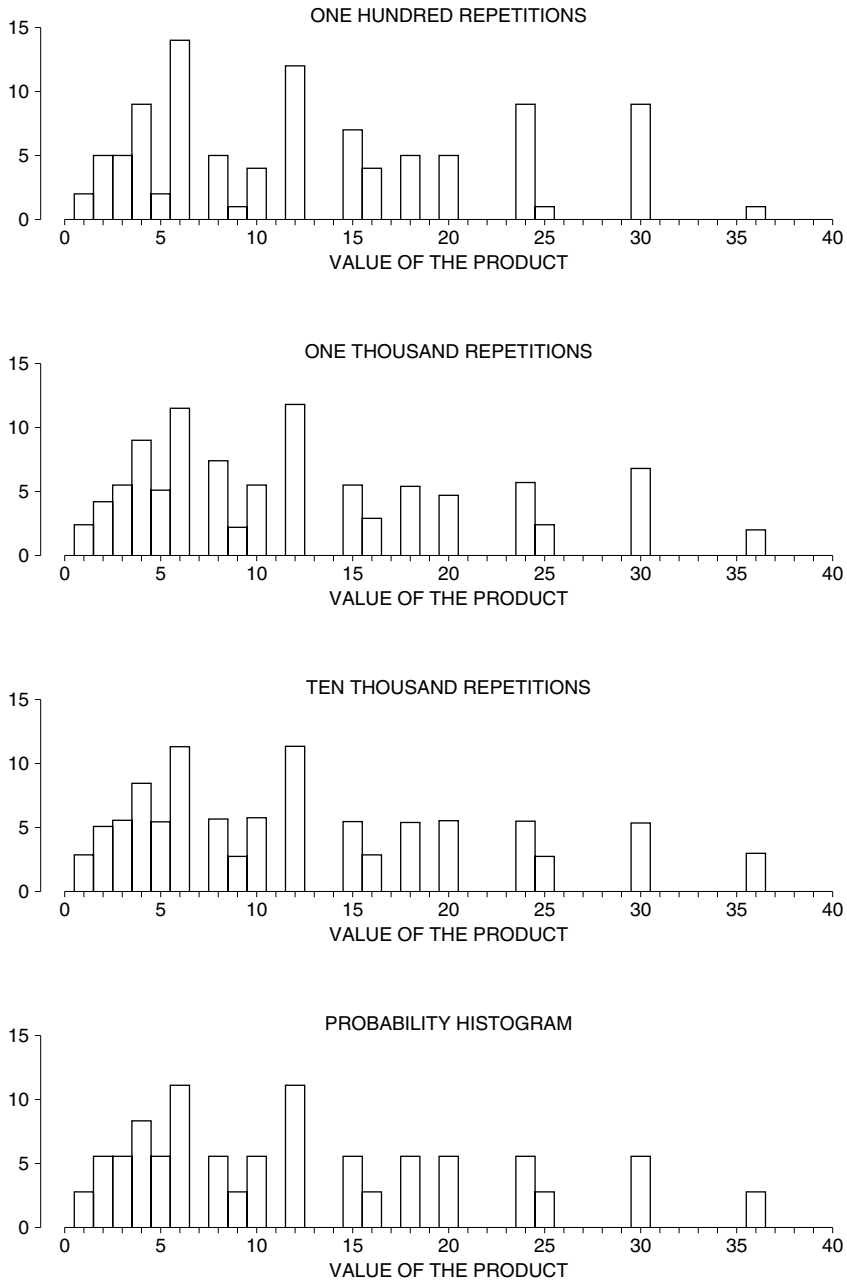 ONE HUNDRED REPETITIONS
15
10
5
0
0 5 10 15 20 25 30 35 40
VALUE OF THE PRODUCT
ONE THOUSAND REPETITIONS
15
10
5
0
0 5 10 15 20 25 30 35 40
VALUE OF THE PRODUCT
TEN THOUSAND REPETITIONS
15
10
5
0
0 5 10 15 20 25 30 35 40
VALUE OF THE PRODUCT
PROBABILITY HISTOGRAM
15
10
5
0
0 5 10 15 20 25 30 35 40
VALUE OF THE PRODUCT